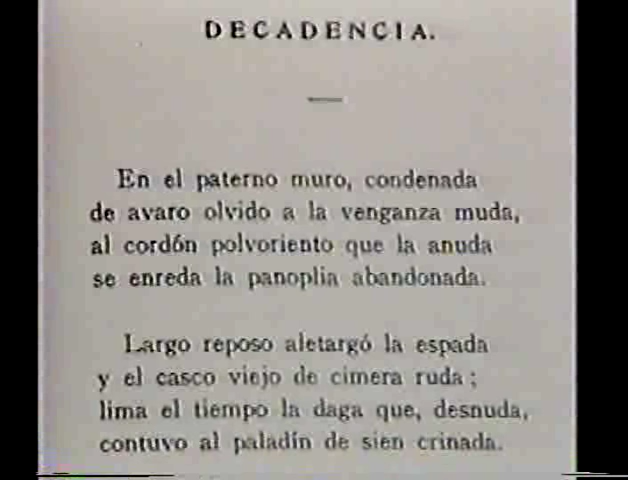 DECADENCIA.
En el paterno muro, condenada
de avaro olvido a la venganza muda,
al cordón polvoriento que la anuda
se enreda la panoplia abandonada.
Largo reposo aletargó la espada
y el casco viejo de cimera ruda;
lima el tiempo la daga que, desnuda,
contuvo al paladín de sien crinada.